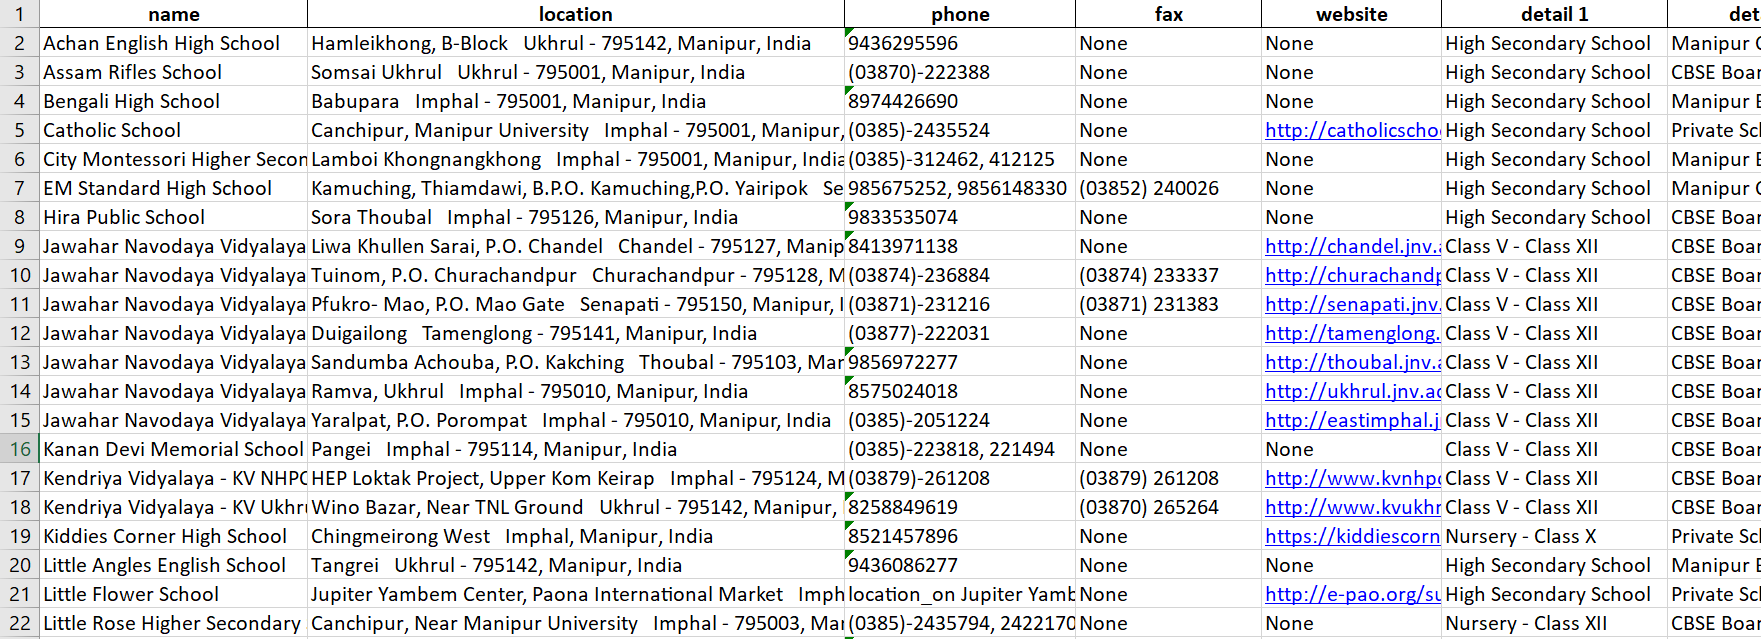 1 name location phone fax website detail 1 det
2 Achan English High School Hamleikhong, B-Block Ukhrul - 795142, Manipur, India 9436295596 None None High Secondary School Manipur C
3 Assam Rifles School Somsai Ukhrul Ukhrul - 795001, Manipur, India (03870)-222388 None None High Secondary School CBSE Boar
4 Bengali High School Babupara Imphal - 795001, Manipur, India 8974426690 None None High Secondary School Manipur B
5 Catholic School Canchipur, Manipur University Imphal - 795001, Manipur, (0385)-2435524 None http://catholicscho High Secondary School Private Sch
6 City Montessori Higher Secon Lamboi Khongnangkhong Imphal - 795001, Manipur, India (0385)-312462, 412125 None None High Secondary School Manipur B
7 EM Standard High School Kamuching, Thiamdawi, B.P.O. Kamuching,P.O. Yairipok Se 985675252, 9856148330 (03852) 240026 None High Secondary School Manipur C
8 Hira Public School Sora Thoubal Imphal - 795126, Manipur, India 9833535074 None None High Secondary School CBSE Boar
9 Jawahar Navodaya Vidyalaya Liwa Khullen Sarai, P.O. Chandel Chandel - 795127, Manip 8413971138 None http://chandel.jnv.a Class V - Class XII CBSE Boar
10 Jawahar Navodaya Vidyalaya Tuinom, P.O. Churachandpur Churachandpur - 795128, M (03874)-236884 (03874) 233337 http://churachandp Class V - Class XII CBSE Boar
11 Jawahar Navodaya Vidyalaya Pfukro- Mao, P.O. Mao Gate Senapati - 795150, Manipur, I (03871)-231216 (03871) 231383 http://senapati.jnv. Class V - Class XII CBSE Boar
12 Jawahar Navodaya Vidyalaya Duigailong Tamenglong - 795141, Manipur, India (03877)-222031 None http://tamenglong. Class V - Class XII CBSE Boar
13 Jawahar Navodaya Vidyalaya Sandumba Achouba, P.O. Kakching Thoubal - 795103, Mar 9856972277 None http://thoubal.jnv.a Class V - Class XII CBSE Boar
14 Jawahar Navodaya Vidyalaya Ramva, Ukhrul Imphal - 795010, Manipur, India 8575024018 None http://ukhrul.jnv.ac Class V - Class XII CBSE Boar
15 Jawahar Navodaya Vidyalaya Yaralpat, P.O. Porompat Imphal - 795010, Manipur, India (0385)-2051224 None http://eastimphal.j Class V - Class XII CBSE Boar
16 Kanan Devi Memorial School Pangei Imphal - 795114, Manipur, India (0385)-223818, 221494 None None Class V - Class XII CBSE Boar
17 Kendriya Vidyalaya - KV NHPC HEP Loktak Project, Upper Kom Keirap Imphal - 795124, M (03879)-261208 (03879) 261208 http://www.kvnhpc Class V - Class XII CBSE Boar
18 Kendriya Vidyalaya - KV Ukhru Wino Bazar, Near TNL Ground Ukhrul - 795142, Manipur, 8258849619 (03870) 265264 http://www.kvukhr Class V - Class XII CBSE Boar
19 Kiddies Corner High School Chingmeirong West Imphal, Manipur, India 8521457896 None https://kiddiescorn Nursery - Class X Private Sch
20 Little Angles English School Tangrei Ukhrul - 795142, Manipur, India 9436086277 None None High Secondary School Manipur B
21 Little Flower School Jupiter Yambem Center, Paona International Market Imph location_on Jupiter Yamb None http://e-pao.org/su High Secondary School Private Sch
22 Little Rose Higher Secondary Canchipur, Near Manipur University Imphal - 795003, Mar (0385)-2435794, 2422170 None None Nursery - Class XII CBSE Boar